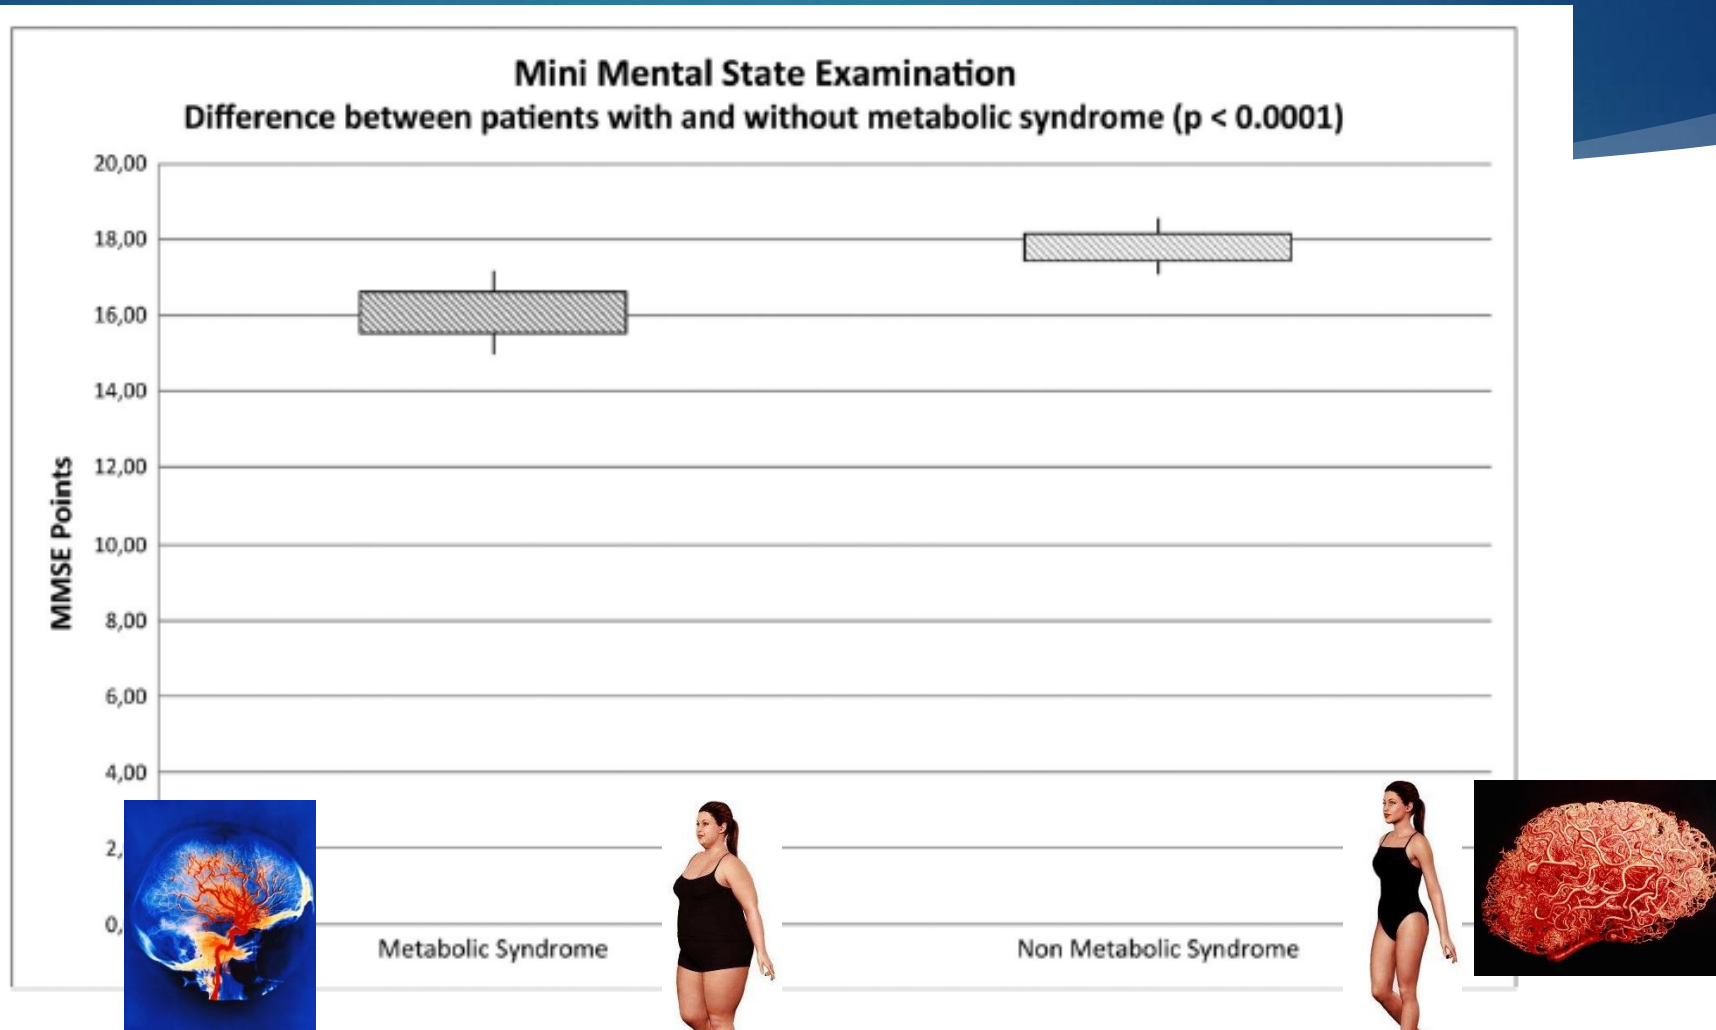 Mini Mental State Examination
Difference between patients with and without metabolic syndrome (p < 0.0001)
20,00
18,00
16,00
14,00
12,00
10,00
8,00
6,00
4,00
2,
0,
MMSE Points
Metabolic Syndrome
Non Metabolic Syndrome